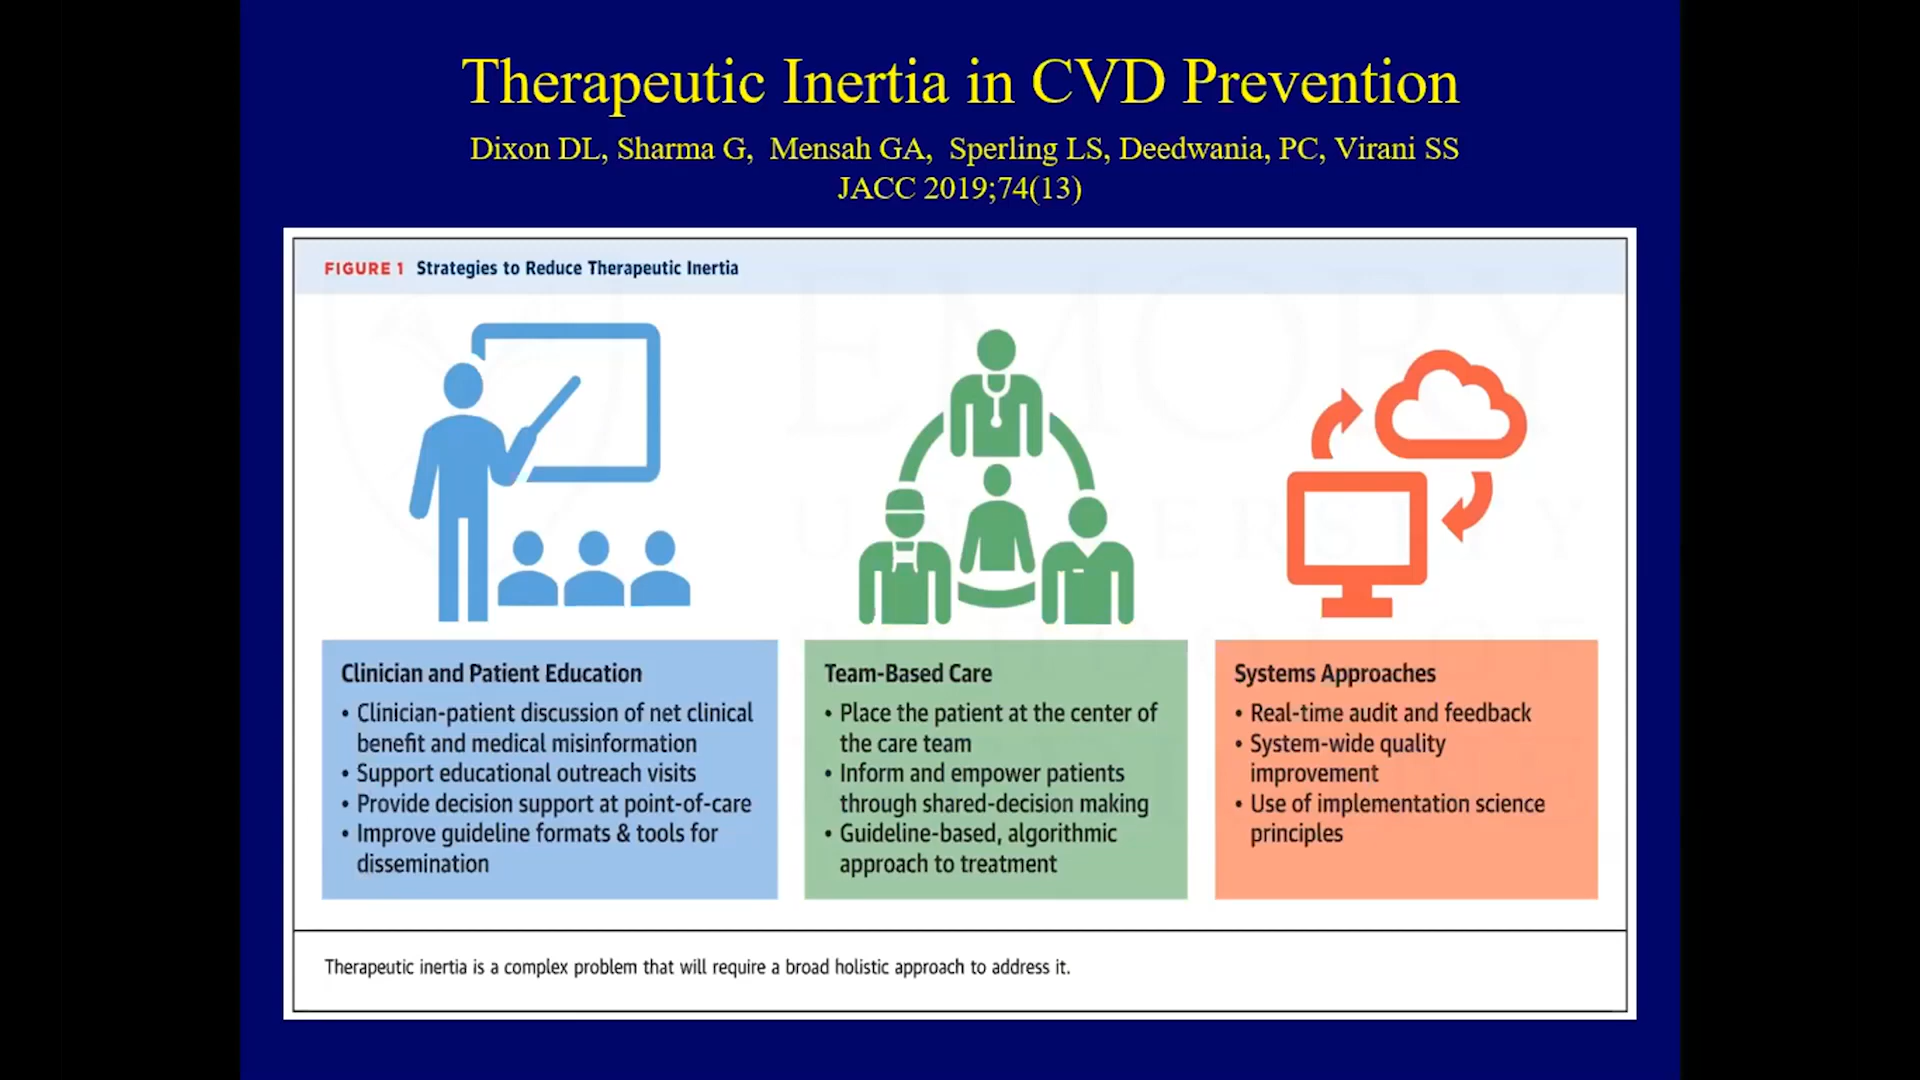 Therapeutic Inertia in CVD Prevention
Dixon DL, Sharma G, Mensah GA, Sperling LS, Deedwania, PC, Virani SS
JACC 2019;74(13)
FIGURE 1 Strategies to Reduce Therapeutic Inertia
EMORY
UNIVERSITY
Clinician and Patient Education
• Clinician-patient discussion of net clinical
benefit and medical misinformation
• Support educational outreach visits
• Provide decision support at point-of-care
• Improve guideline formats & tools for
dissemination
Team-Based Care
• Place the patient at the center of
the care team
• Inform and empower patients
through shared-decision making
• Guideline-based, algorithmic
approach to treatment
Systems Approaches
• Real-time audit and feedback
• System-wide quality
improvement
• Use of implementation science
principles
Therapeutic inertia is a complex problem that will require a broad holistic approach to address it.